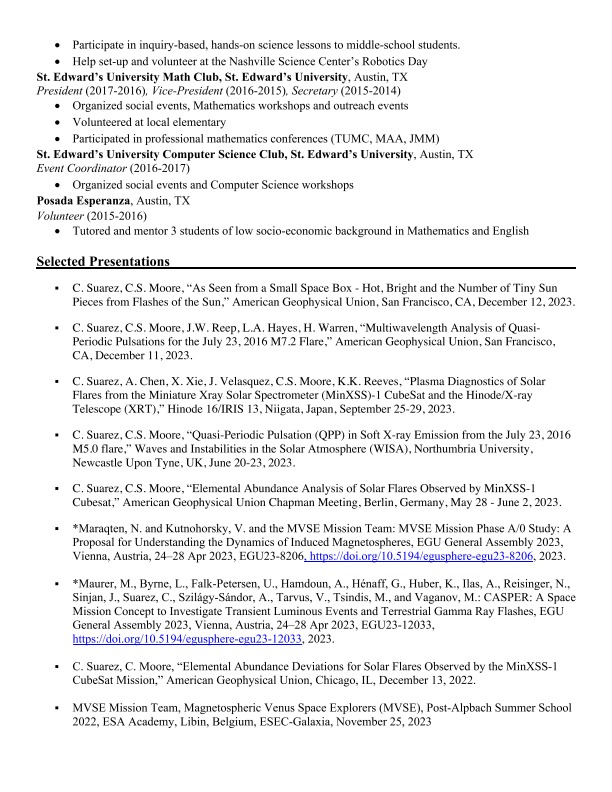 • Participate in inquiry-based, hands-on science lessons to middle-school students.
• Help set-up and volunteer at the Nashville Science Center's Robotics Day
St. Edward's University Math Club, St. Edward's University, Austin, TX
President (2017-2016), Vice-President (2016-2015), Secretary (2015-2014)
• Organized social events, Mathematics workshops and outreach events
• Volunteered at local elementary
• Participated in professional mathematics conferences (TUMC, MAA, JMM)
St. Edward's University Computer Science Club, St. Edward's University, Austin, TX
Event Coordinator (2016-2017)
• Organized social events and Computer Science workshops
Posada Esperanza, Austin, TX
Volunteer (2015-2016)
• Tutored and mentor 3 students of low socio-economic background in Mathematics and English
Selected Presentations
▪ C. Suarez, C.S. Moore, “As Seen from a Small Space Box - Hot, Bright and the Number of Tiny Sun
Pieces from Flashes of the Sun,” American Geophysical Union, San Francisco, CA, December 12, 2023.
▪ C. Suarez, C.S. Moore, J.W. Reep, L.A. Hayes, H. Warren, “Multiwavelength Analysis of Quasi-
Periodic Pulsations for the July 23, 2016 M7.2 Flare,” American Geophysical Union, San Francisco,
CA, December 11, 2023.
▪ C. Suarez, A. Chen, X. Xie, J. Velasquez, C.S. Moore, K.K. Reeves, “Plasma Diagnostics of Solar
Flares from the Miniature Xray Solar Spectrometer (MinXSS)-1 CubeSat and the Hinode/X-ray
Telescope (XRT),” Hinode 16/IRIS 13, Niigata, Japan, September 25-29, 2023.
▪ C. Suarez, C.S. Moore, “Quasi-Periodic Pulsation (QPP) in Soft X-ray Emission from the July 23, 2016
M5.0 flare,” Waves and Instabilities in the Solar Atmosphere (WISA), Northumbria University,
Newcastle Upon Tyne, UK, June 20-23, 2023.
▪ C. Suarez, C.S. Moore, “Elemental Abundance Analysis of Solar Flares Observed by MinXSS-1
Cubesat,” American Geophysical Union Chapman Meeting, Berlin, Germany, May 28 - June 2, 2023.
▪ *Maraqten, N. and Kutnohorsky, V. and the MVSE Mission Team: MVSE Mission Phase A/0 Study: A
Proposal for Understanding the Dynamics of Induced Magnetospheres, EGU General Assembly 2023,
Vienna, Austria, 24–28 Apr 2023, EGU23-8206, https://doi.org/10.5194/egusphere-egu23-8206, 2023.
▪ *Maurer, M., Byrne, L., Falk-Petersen, U., Hamdoun, A., Hénaff, G., Huber, K., Ilas, A., Reisinger, N.,
Sinjan, J., Suarez, C., Szilágy-Sándor, A., Tarvus, V., Tsindis, M., and Vaganov, M.: CASPER: A Space
Mission Concept to Investigate Transient Luminous Events and Terrestrial Gamma Ray Flashes, EGU
General Assembly 2023, Vienna, Austria, 24–28 Apr 2023, EGU23-12033,
https://doi.org/10.5194/egusphere-egu23-12033, 2023.
▪ C. Suarez, C. Moore, “Elemental Abundance Deviations for Solar Flares Observed by the MinXSS-1
CubeSat Mission,” American Geophysical Union, Chicago, IL, December 13, 2022.
▪ MVSE Mission Team, Magnetospheric Venus Space Explorers (MVSE), Post-Alpbach Summer School
2022, ESA Academy, Libin, Belgium, ESEC-Galaxia, November 25, 2023